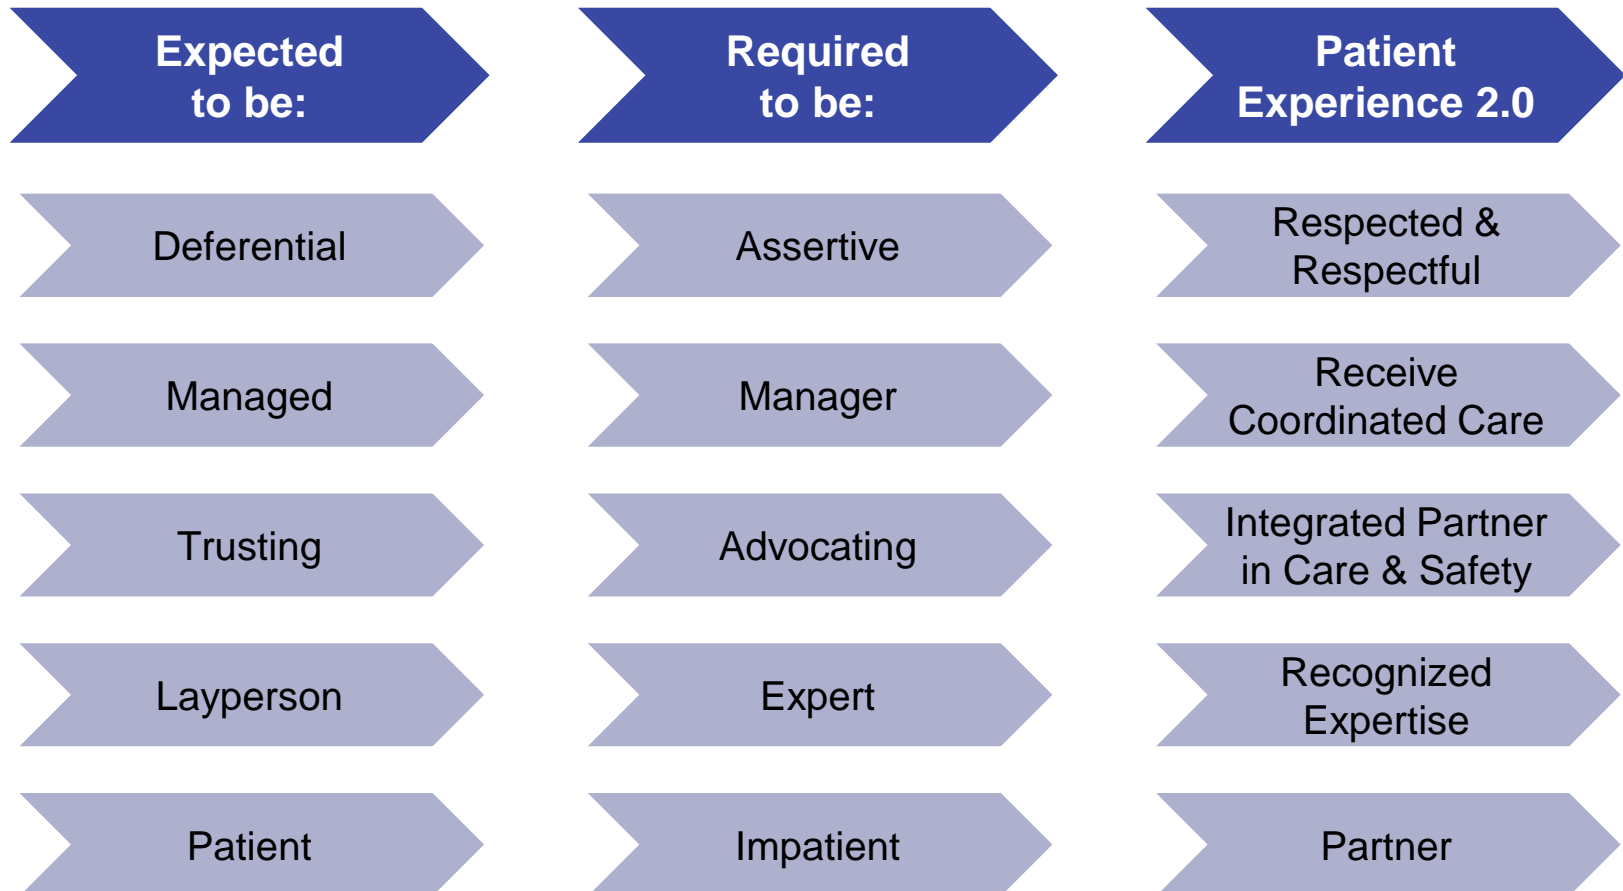 Expected
to be:
Required
to be:
Patient
Experience 2.0
Deferential
Assertive
Respected &
Respectful
Managed
Manager
Receive
Coordinated Care
Trusting
Advocating
Integrated Partner
in Care & Safety
Layperson
Expert
Recognized
Expertise
Patient
Impatient
Partner